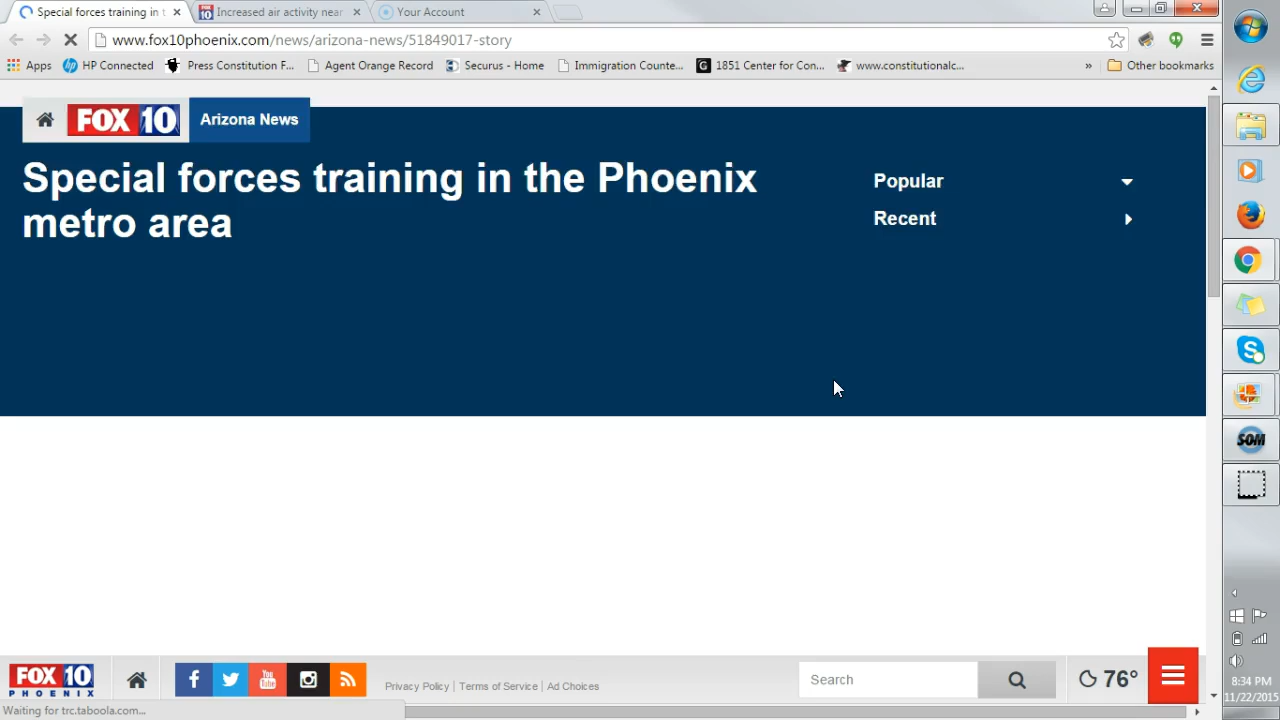 Special forces training in t
Increased air activity near
Your Account
www.fox10phoenix.com/news/arizona-news/51849017-story
Apps
HP Connected
Press Constitution F...
Agent Orange Record
Securus - Home
Immigration Counte...
1851 Center for Con...
www.constitutionalc...
»
Other bookmarks
FOX 10
Arizona News
Special forces training in the Phoenix
metro area
Popular
Recent
FOX 10
PHOENIX
Privacy Policy | Terms of Service | Ad Choices
Search
76°
Waiting for trc.taboola.com...
SOM
8:34 PM
11/22/2015